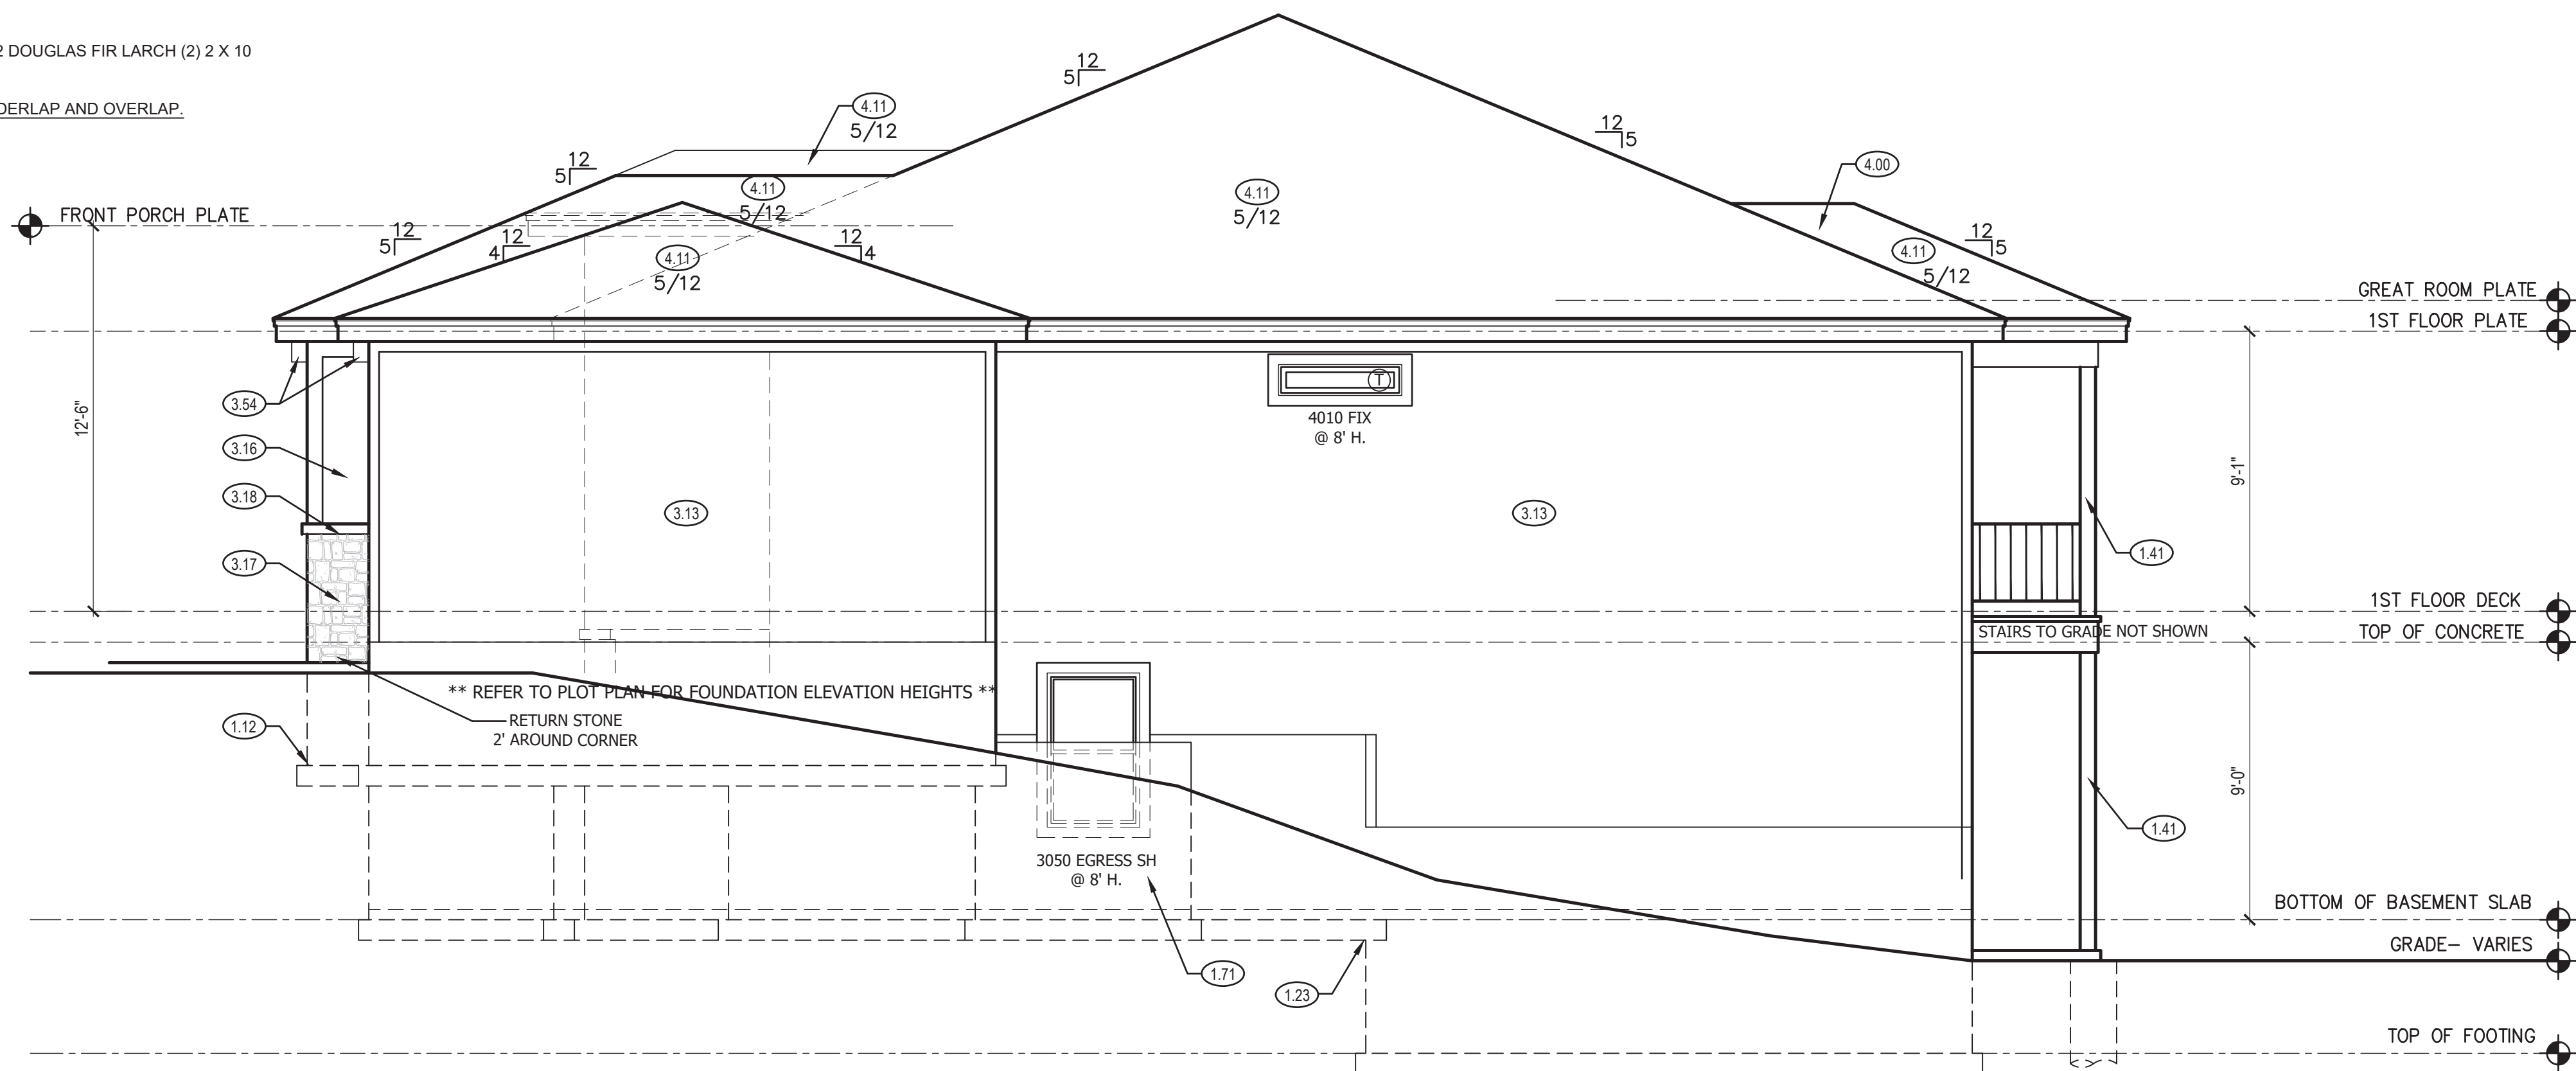 2 DOUGLAS FIR LARCH (2) 2 X 10
DERLAP AND OVERLAP.
12
5
4.11
5/12
12
5
12
5
4.00
4.11
5/12
4.11
5/12
FRONT PORCH PLATE
12
5
12
4
12
4
4.11
5/12
12
5
4.11
5/12
GREAT ROOM PLATE
1ST FLOOR PLATE
T
4010 FIX
@ 8' H.
3.54
12'-6"
3.16
3.18
3.13
3.13
9'-1"
3.17
1.41
1ST FLOOR DECK
STAIRS TO GRADE NOT SHOWN
TOP OF CONCRETE
** REFER TO PLOT PLAN FOR FOUNDATION ELEVATION HEIGHTS **
RETURN STONE
2' AROUND CORNER
1.12
9'-0"
1.41
3050 EGRESS SH
@ 8' H.
BOTTOM OF BASEMENT SLAB
GRADE- VARIES
1.71
1.23
TOP OF FOOTING